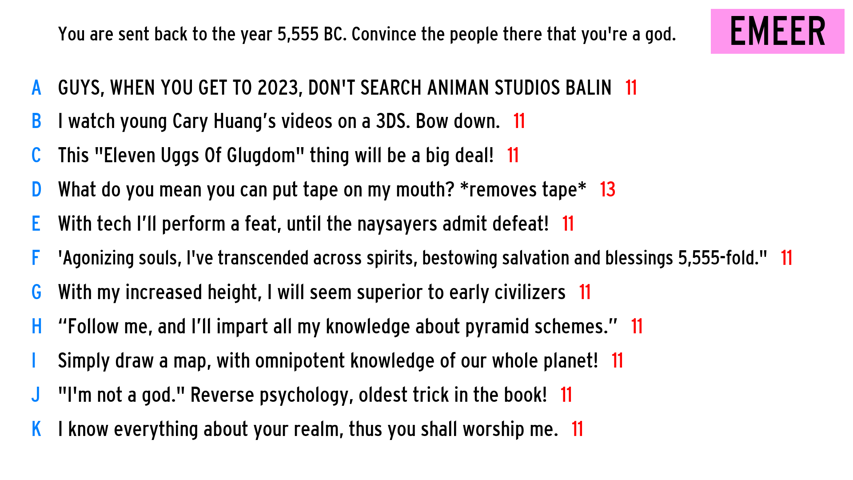 You are sent back to the year 5,555 BC. Convince the people there that you're a god.
EMEER
A GUYS, WHEN YOU GET TO 2023, DON'T SEARCH ANIMAN STUDIOS BALIN 11
B I watch young Cary Huang’s videos on a 3DS. Bow down. 11
C This "Eleven Uggs Of Glugdom" thing will be a big deal! 11
D What do you mean you can put tape on my mouth? *removes tape* 13
E With tech I’ll perform a feat, until the naysayers admit defeat! 11
F 'Agonizing souls, I've transcended across spirits, bestowing salvation and blessings 5,555-fold." 11
G With my increased height, I will seem superior to early civilizers 11
H “Follow me, and I’ll impart all my knowledge about pyramid schemes.” 11
I Simply draw a map, with omnipotent knowledge of our whole planet! 11
J "I'm not a god." Reverse psychology, oldest trick in the book! 11
K I know everything about your realm, thus you shall worship me. 11